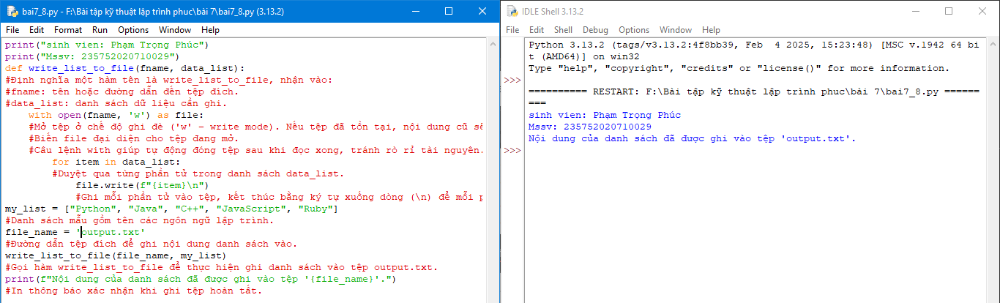 bai7_8.py - F:\Bài tập kỹ thuật lập trình phuc\bài 7\bai7_8.py (3.13.2)
File Edit Format Run Options Window Help
print("sinh vien: Phạm Trọng Phúc")
print("Mssv: 235752020710029")
def write_list_to_file(fname, data_list):
#Định nghĩa một hàm tên là write_list_to_file, nhận vào:
#fname: tên hoặc đường dẫn đến tệp đích.
#data_list: danh sách dữ liệu cần ghi.
    with open(fname, 'w') as file:
    #Mở tệp ở chế độ ghi đè ('w' – write mode). Nếu tệp đã tồn tại, nội dung cũ sẽ
    #Biến file đại diện cho tệp đang mở.
    #Câu lệnh with giúp tự động đóng tệp sau khi đọc xong, tránh rò rỉ tài nguyên.
        for item in data_list:
        #Duyệt qua từng phần tử trong danh sách data_list.
            file.write(f"{item}\n")
            #Ghi mỗi phần tử vào tệp, kết thúc bằng ký tự xuống dòng (\n) để mỗi p
my_list = ["Python", "Java", "C++", "JavaScript", "Ruby"]
#Danh sách mẫu gồm tên các ngôn ngữ lập trình.
file_name = 'output.txt'
#Đường dẫn tệp đích để ghi nội dung danh sách vào.
write_list_to_file(file_name, my_list)
#Gọi hàm write_list_to_file để thực hiện ghi danh sách vào tệp output.txt.
print(f"Nội dung của danh sách đã được ghi vào tệp '{file_name}'.")
#In thông báo xác nhận khi ghi tệp hoàn tất.
IDLE Shell 3.13.2
File Edit Shell Debug Options Window Help
Python 3.13.2 (tags/v3.13.2:4f8bb39, Feb  4 2025, 15:23:48) [MSC v.1942 64 bi
t (AMD64)] on win32
Type "help", "copyright", "credits" or "license()" for more information.
>>>
========== RESTART: F:\Bài tập kỹ thuật lập trình phuc\bài 7\bai7_8.py ======
===
sinh vien: Phạm Trọng Phúc
Mssv: 235752020710029
Nội dung của danh sách đã được ghi vào tệp 'output.txt'.
>>>